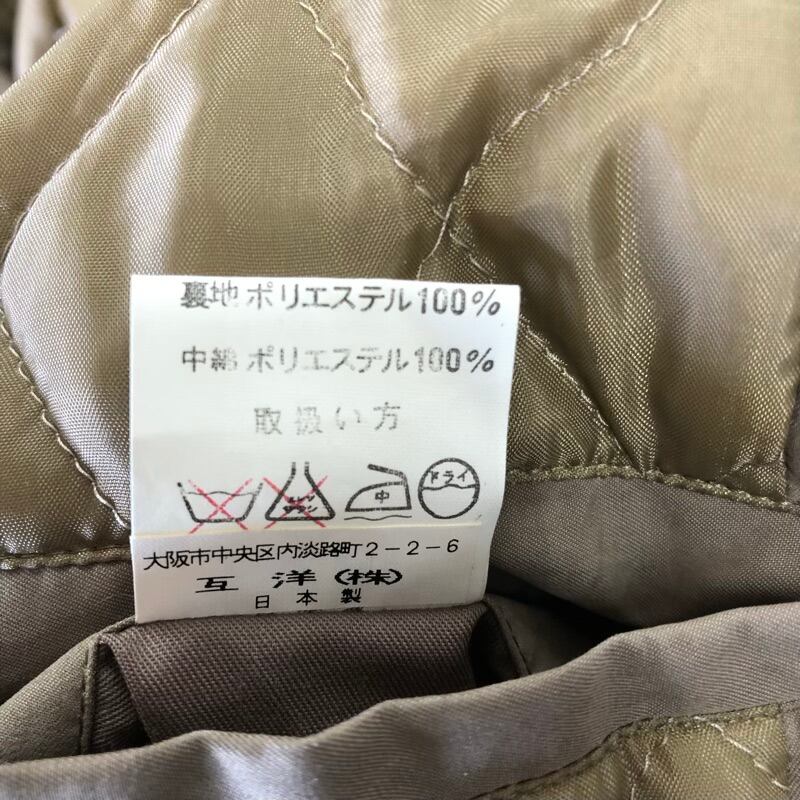 裏地 ポリエステル100%
中綿 ポリエステル100%
取扱い方
中 ドライ
大阪市中央区内淡路町2-2-6
互洋(株)
日本製